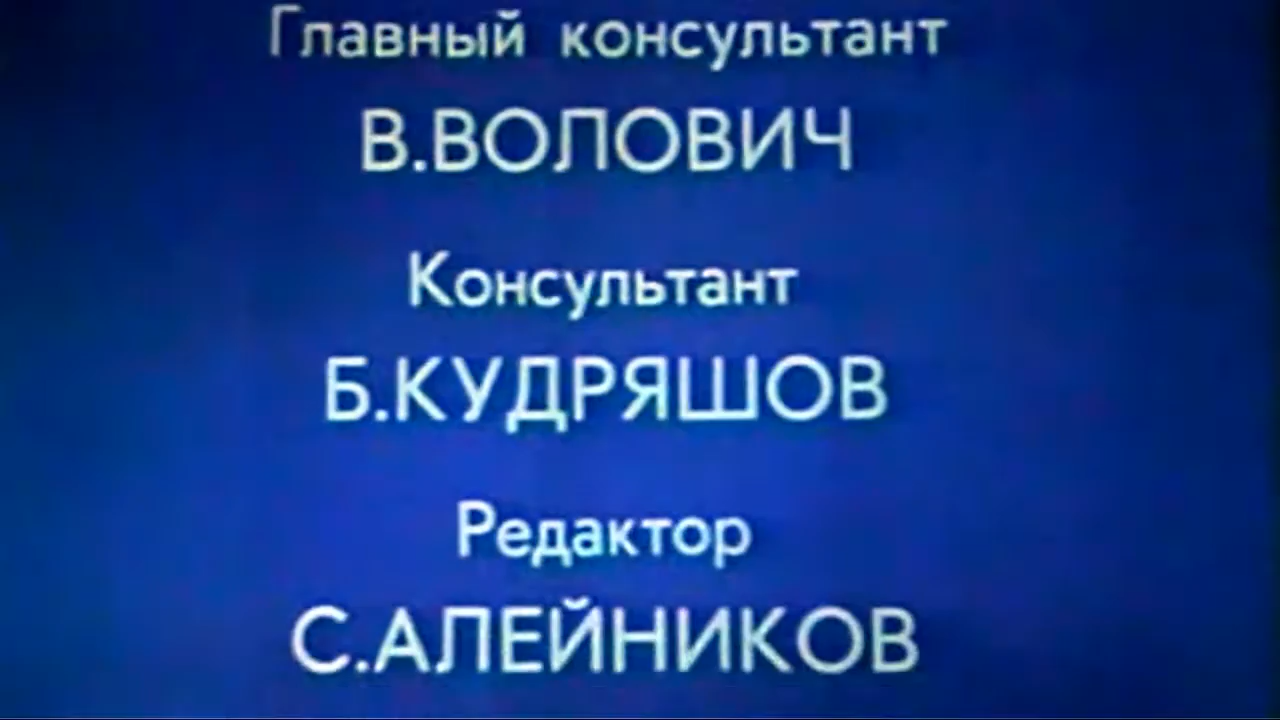 Главный консультант
В.ВОЛОВИЧ
Консультант
Б.КУДРЯШОВ
Редактор
С.АЛЕЙНИКОВ